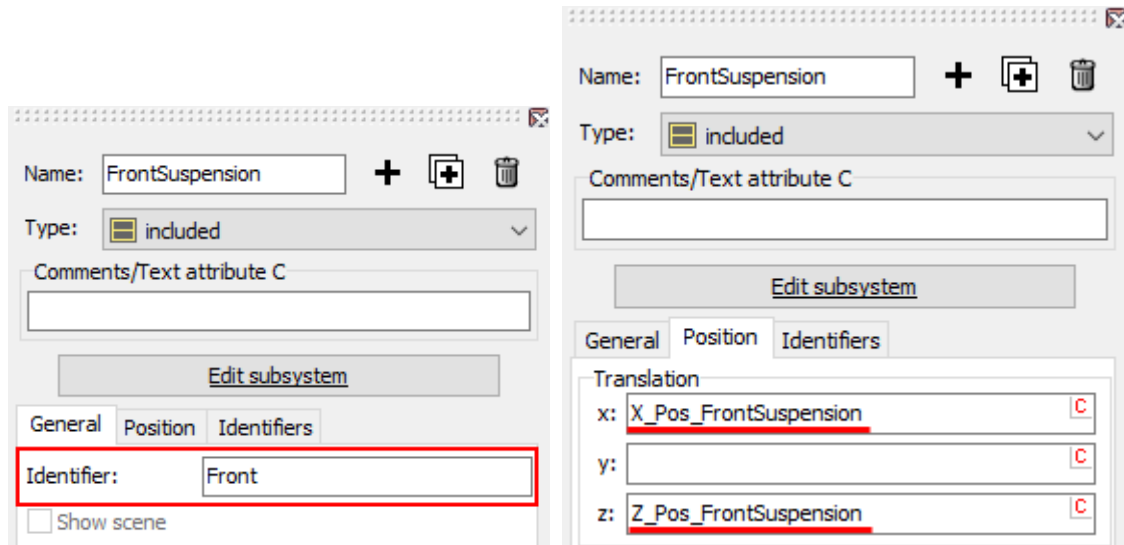 Name: FrontSuspension
Type: included
Comments/Text attribute C
Edit subsystem
General Position Identifiers
Identifier: Front
Show scene
Name: FrontSuspension
Type: included
Comments/Text attribute C
Edit subsystem
General Position Identifiers
Translation
x: X_Pos_FrontSuspension C
y: C
z: Z_Pos_FrontSuspension C